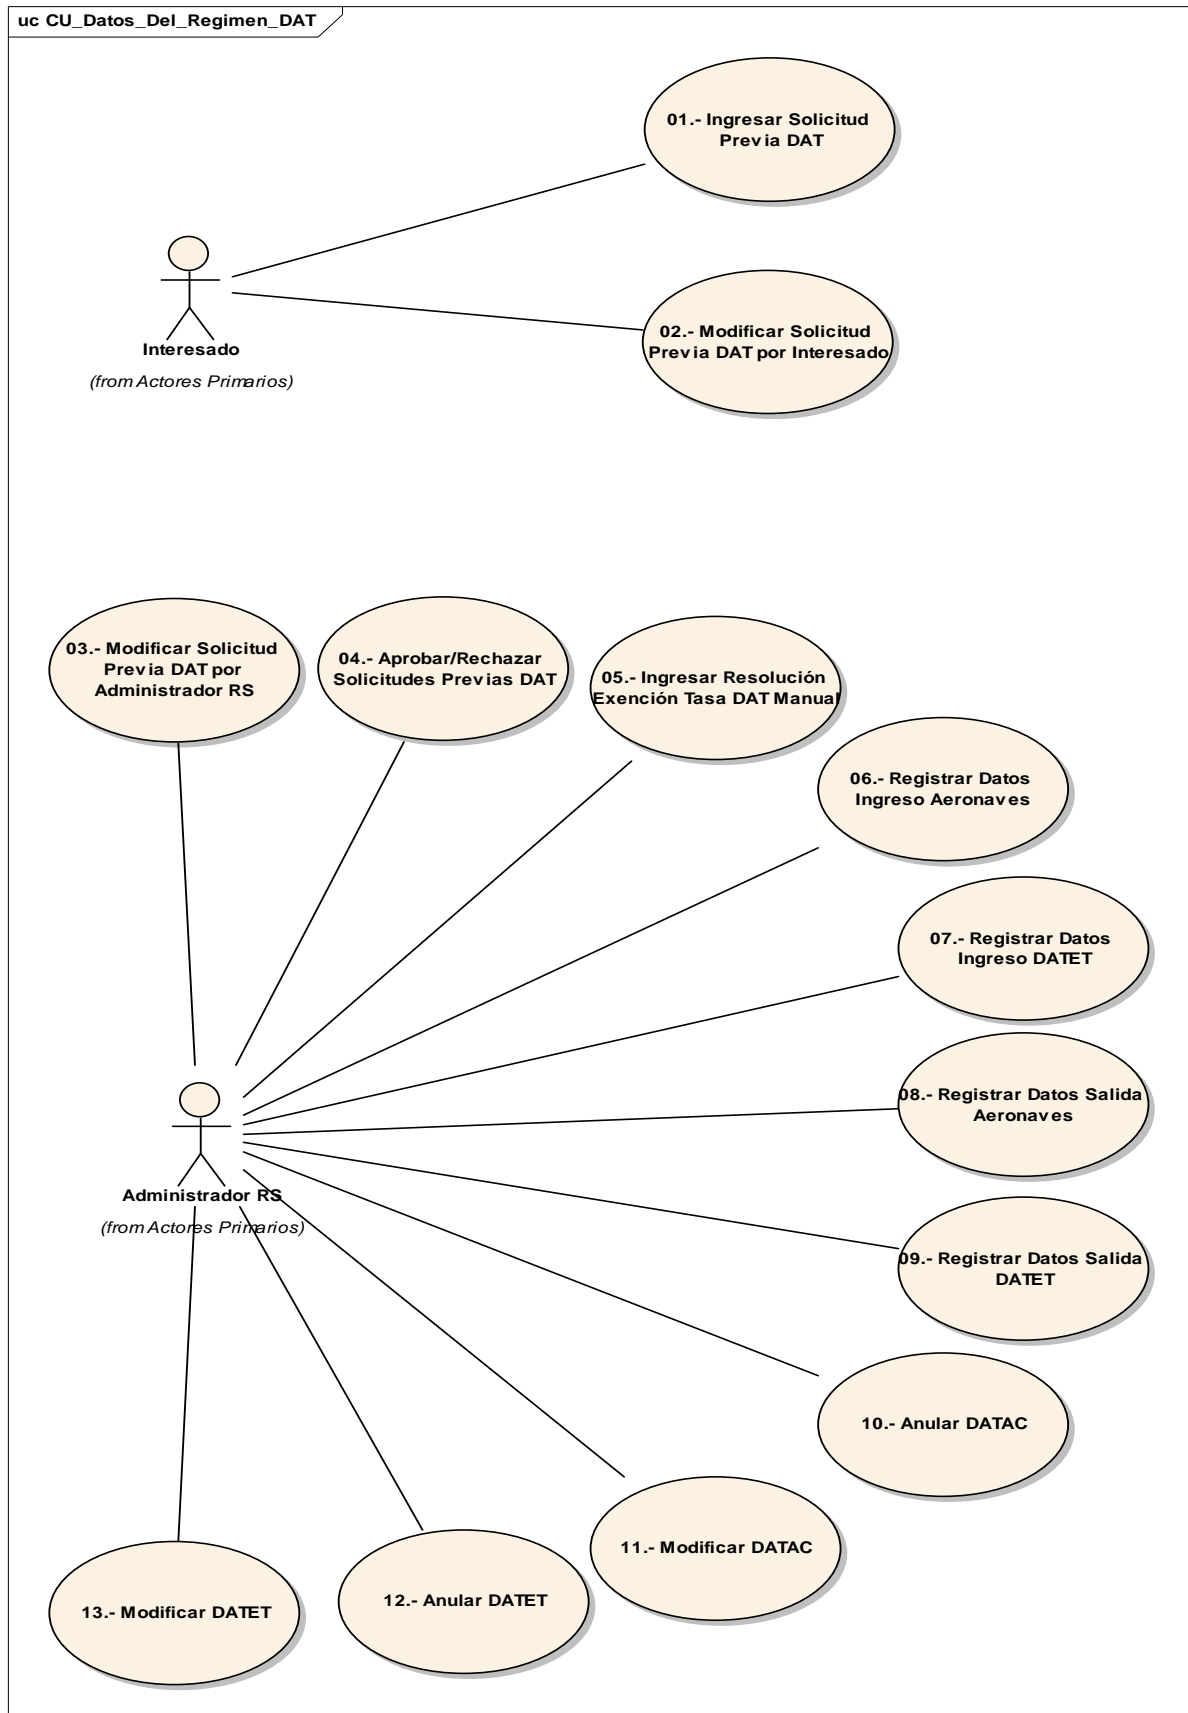 uc CU_Datos_Del_Regimen_DAT
01.- Ingresar Solicitud
Previa DAT
Interesado
(from Actores Primarios)
02.- Modificar Solicitud
Previa DAT por Interesado
03.- Modificar Solicitud
Previa DAT por
Administrador RS
04.- Aprobar/Rechazar
Solicitudes Previas DAT
05.- Ingresar Resolución
Exención Tasa DAT Manual
06.- Registrar Datos
Ingreso Aeronaves
07.- Registrar Datos
Ingreso DATET
08.- Registrar Datos Salida
Aeronaves
Administrador RS
(from Actores Primarios)
09.- Registrar Datos Salida
DATET
10.- Anular DATAC
11.- Modificar DATAC
12.- Anular DATET
13.- Modificar DATET